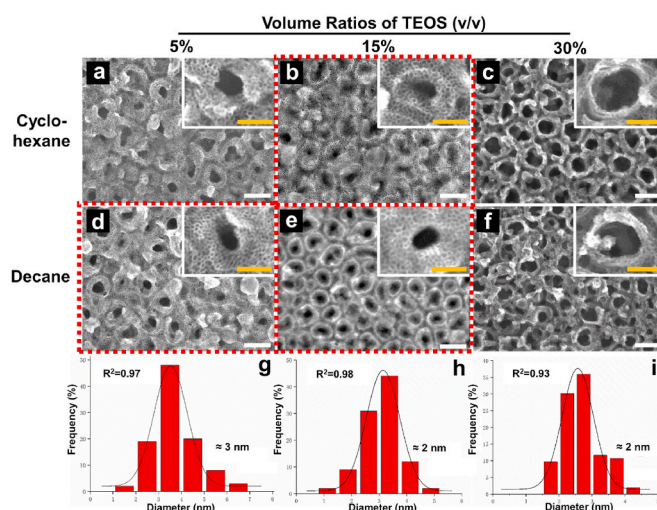 Volume Ratios of TEOS (v/v)
5% 15% 30%
a b c
Cyclo-
hexane
d e f
Decane
g h i
R²=0.97 R²=0.98 R²=0.93
≈ 3 nm ≈ 2 nm ≈ 2 nm
Frequency (%) Frequency (%) Frequency (%)
Diameter (nm) Diameter (nm) Diameter (nm)